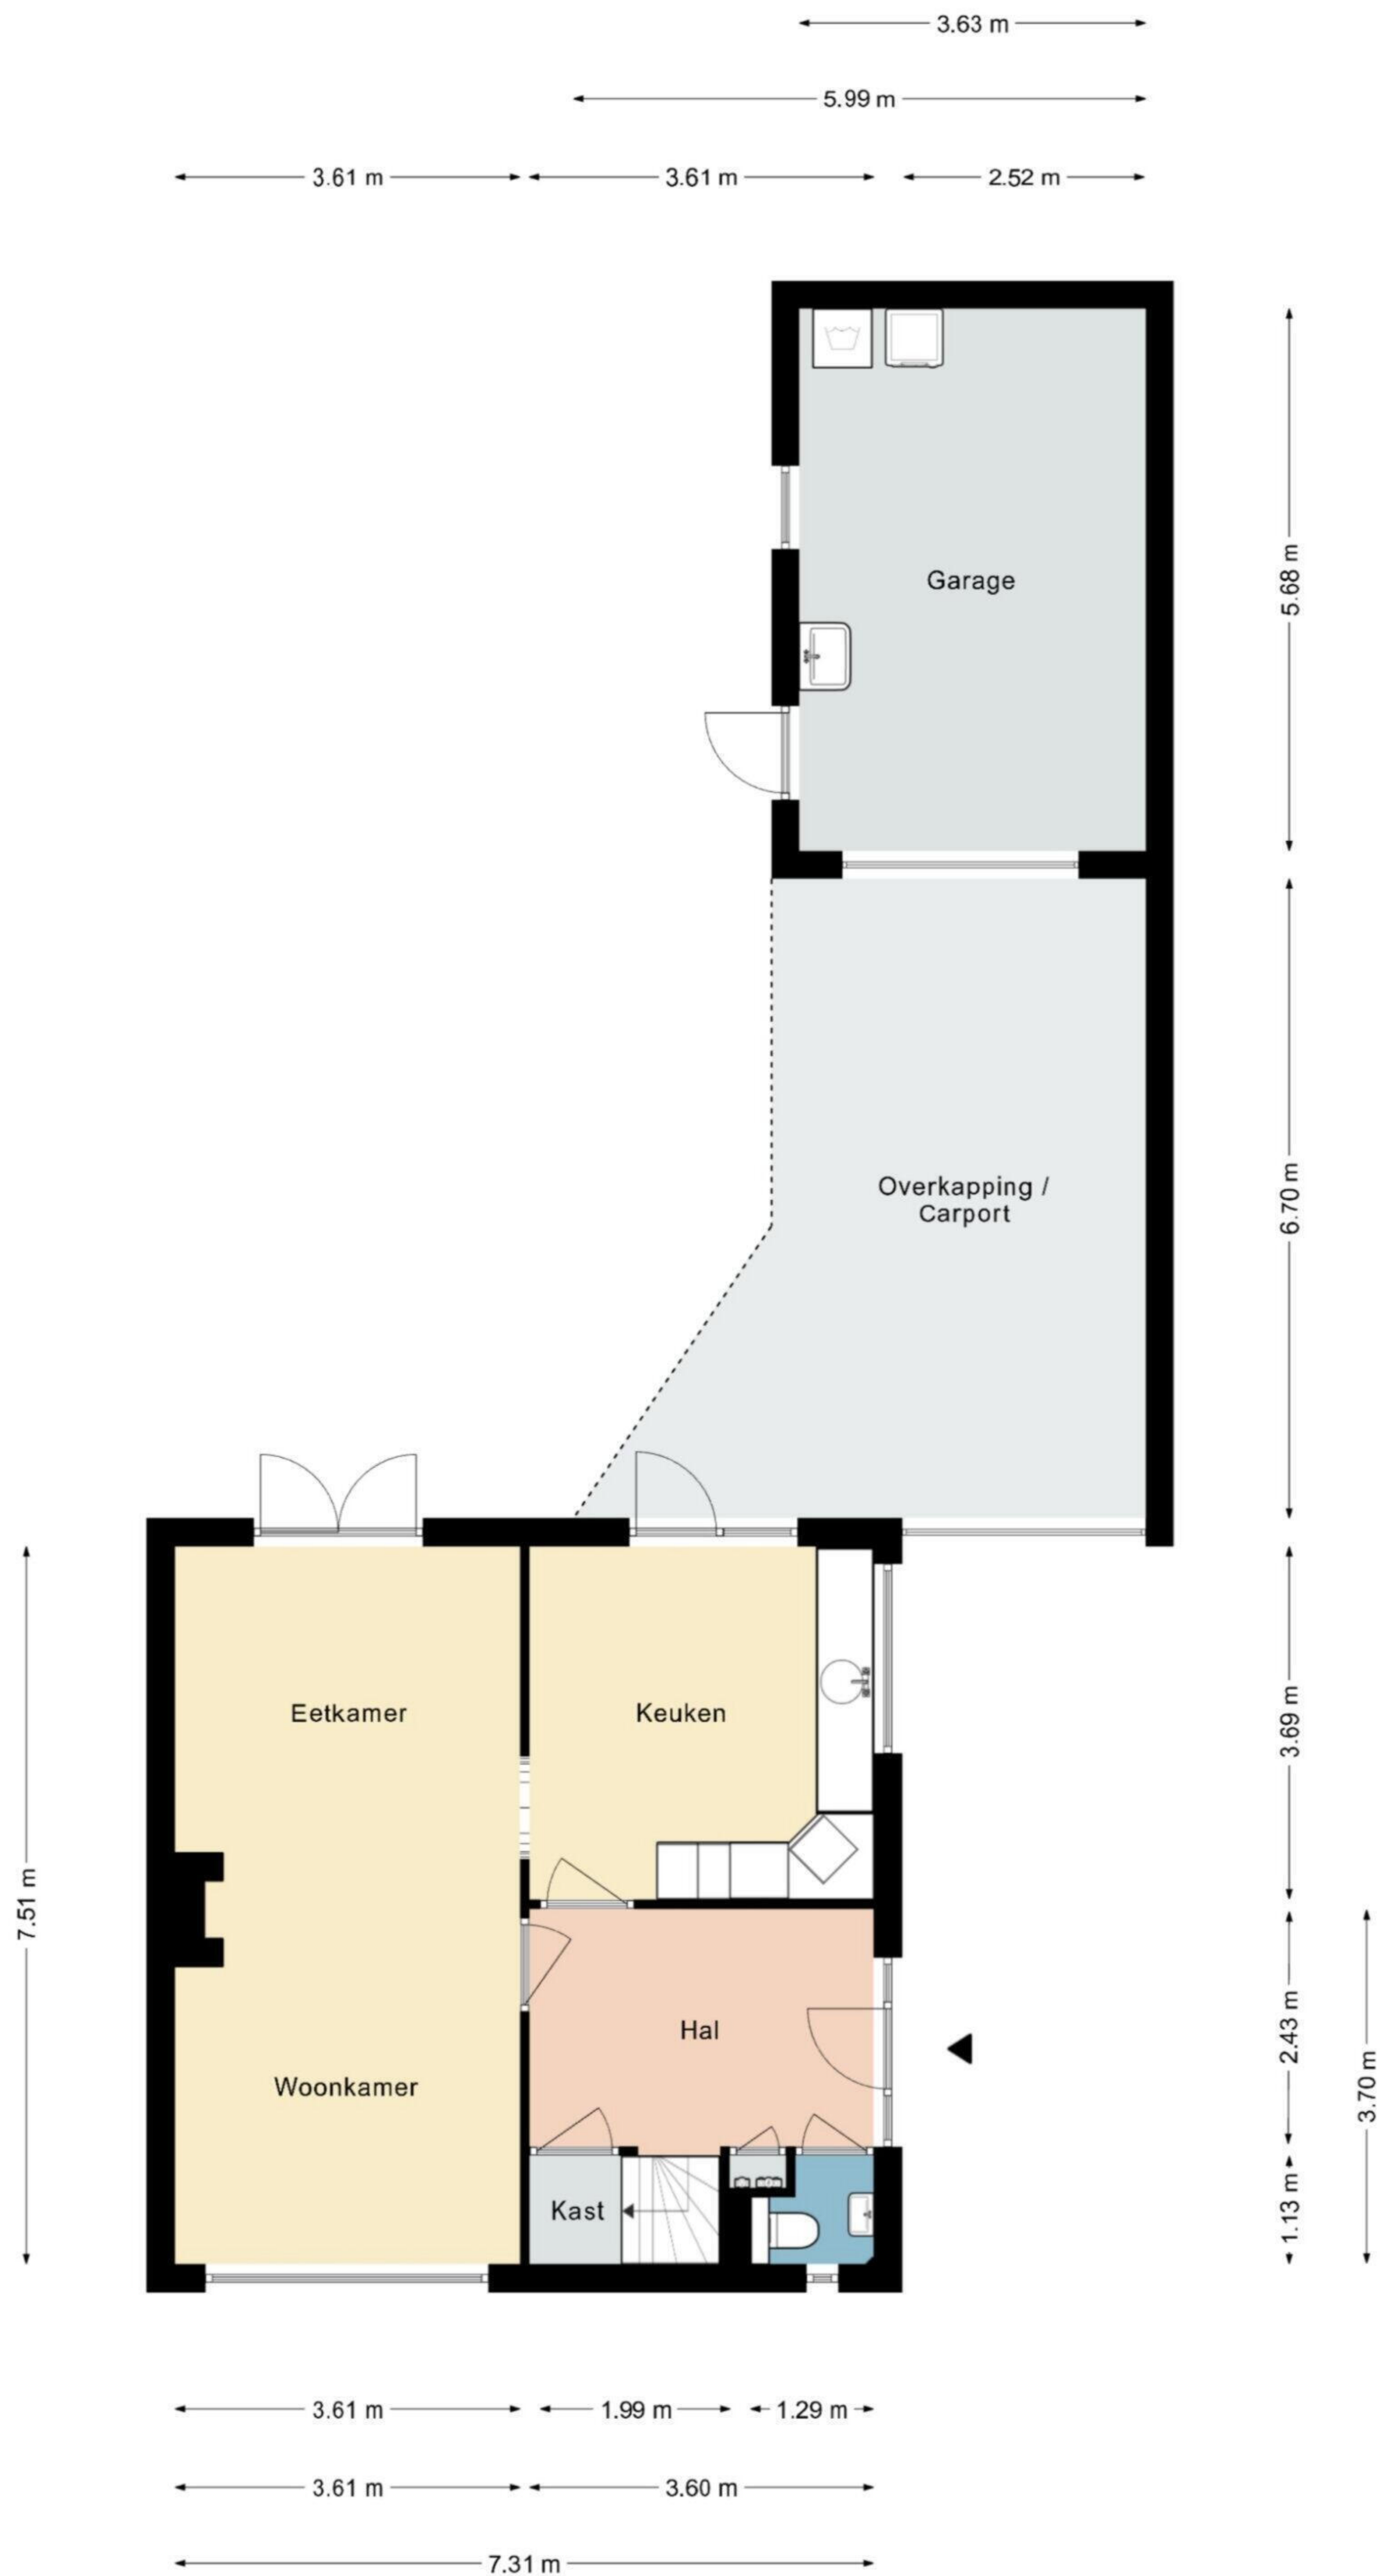 3.63 m
5.99 m
3.61 m
3.61 m
2.52 m
Garage
5.68 m
Overkapping /
Carport
6.70 m
Eetkamer
Keuken
3.69 m
7.51 m
Hal
2.43 m
Woonkamer
3.70 m
Kast
1.13 m
3.61 m
1.99 m
1.29 m
3.61 m
3.60 m
7.31 m